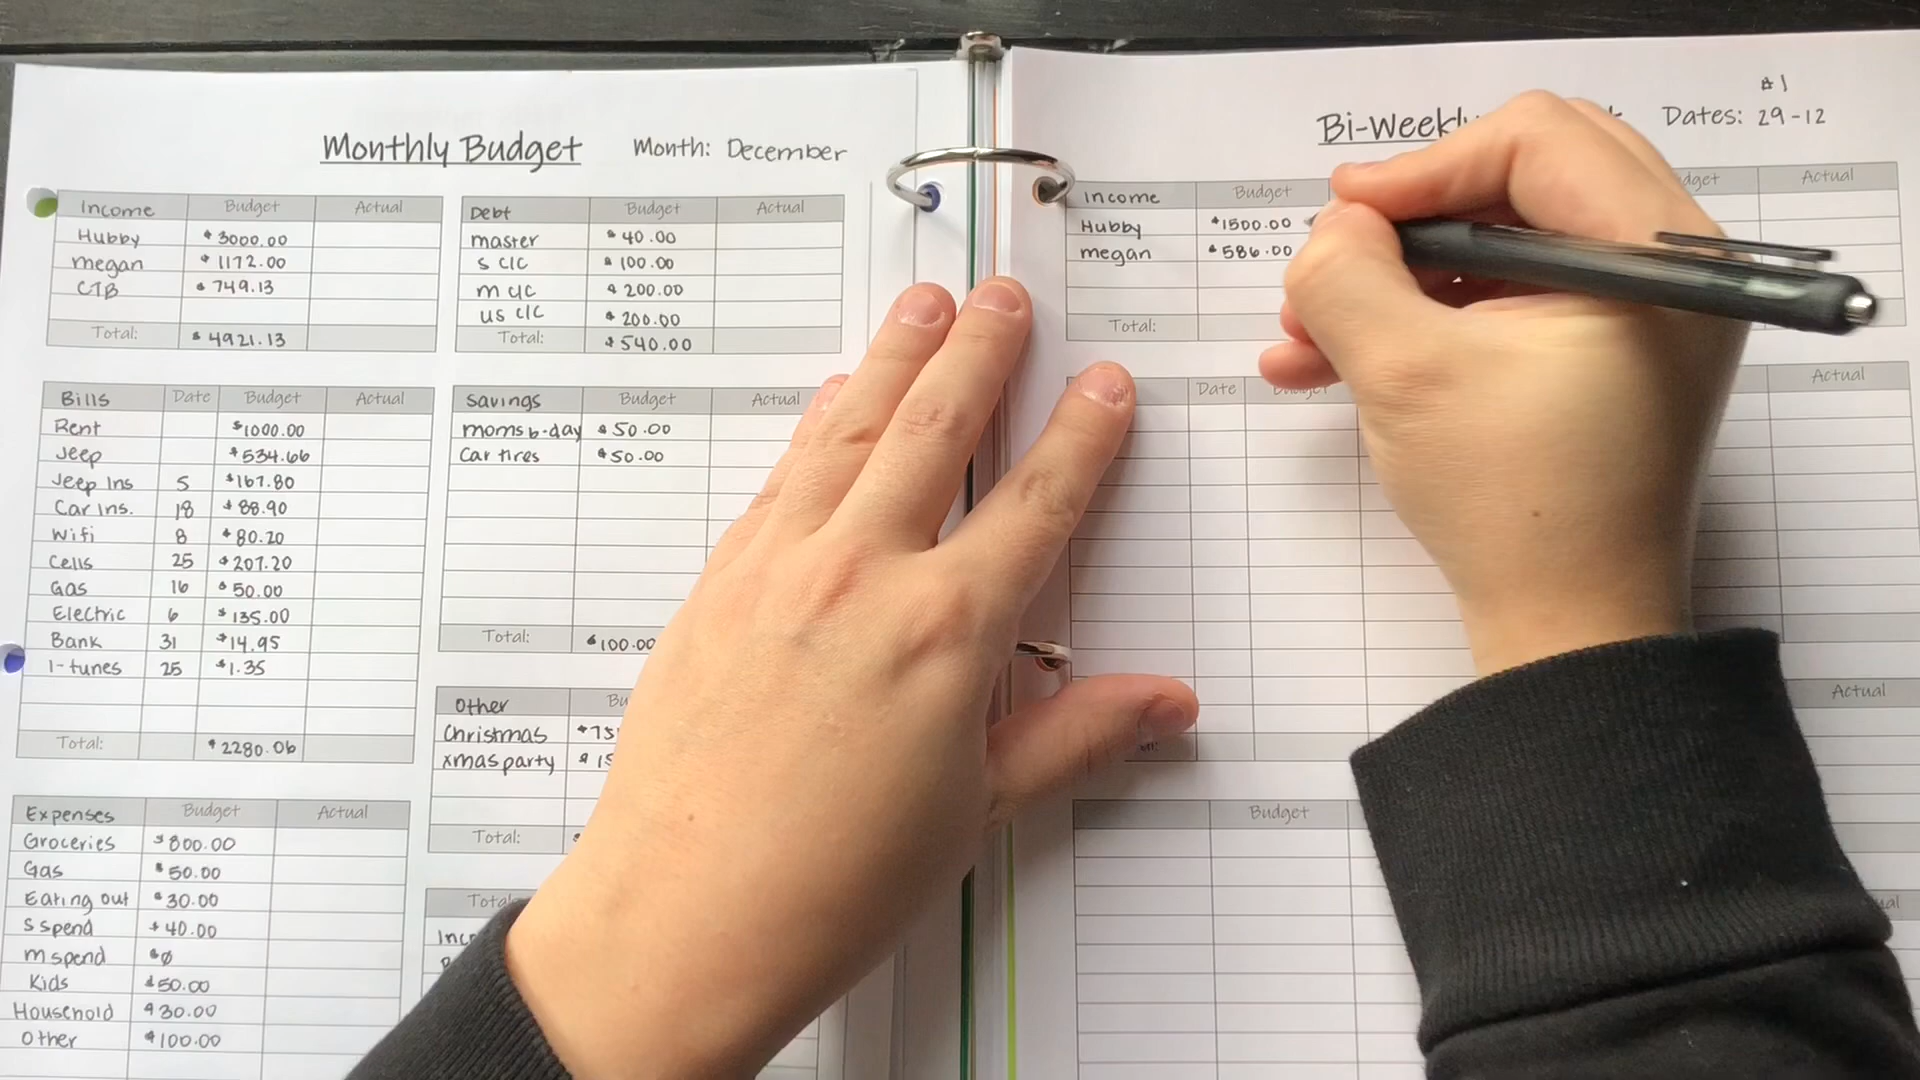 Monthly Budget Month: December
Income Budget Actual
Hubby $3000.00
megan $1172.00
CTB $749.13
Total: $4921.13
Debt Budget Actual
master $40.00
s c/c $100.00
m c/c $200.00
us c/c $200.00
Total: $540.00
Bills Date Budget Actual
Rent $1000.00
Jeep $534.66
Jeep Ins 5 $167.80
Car Ins. 18 $88.90
Wifi 8 $80.20
Cells 25 $207.20
Gas 16 $50.00
Electric 6 $135.00
Bank 31 $14.95
I-tunes 25 $1.35
Total: $2280.06
Savings Budget Actual
moms b-day $50.00
Car tires $50.00
Total: $100.00
Other
Christmas
xmas party
Total:
Expenses Budget Actual
Groceries $800.00
Gas $50.00
Eating out $30.00
S spend $40.00
m spend $0
Kids $50.00
Household $30.00
Other $100.00
#1
Bi-Weekly Dates: 29-12
Income Budget Actual
Hubby $1500.00
megan $586.00
Total:
Date Budget Actual
Actual
Budget